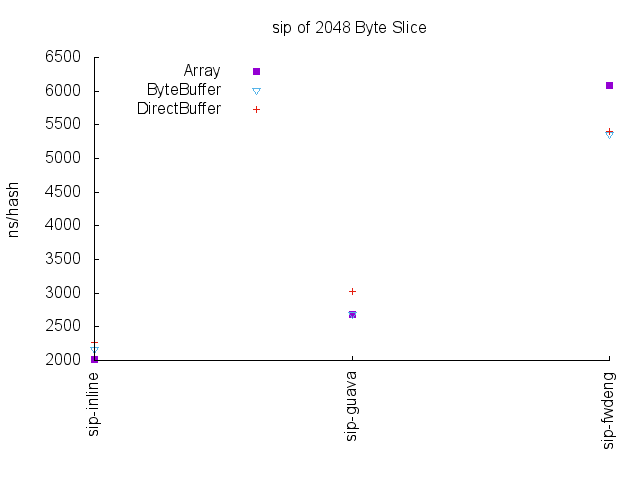 sip of 2048 Byte Slice
6500
6000
5500
5000
4500
4000
3500
3000
2500
2000
ns/hash
Array
ByteBuffer
DirectBuffer
sip-inline
sip-guava
sip-fwdeng